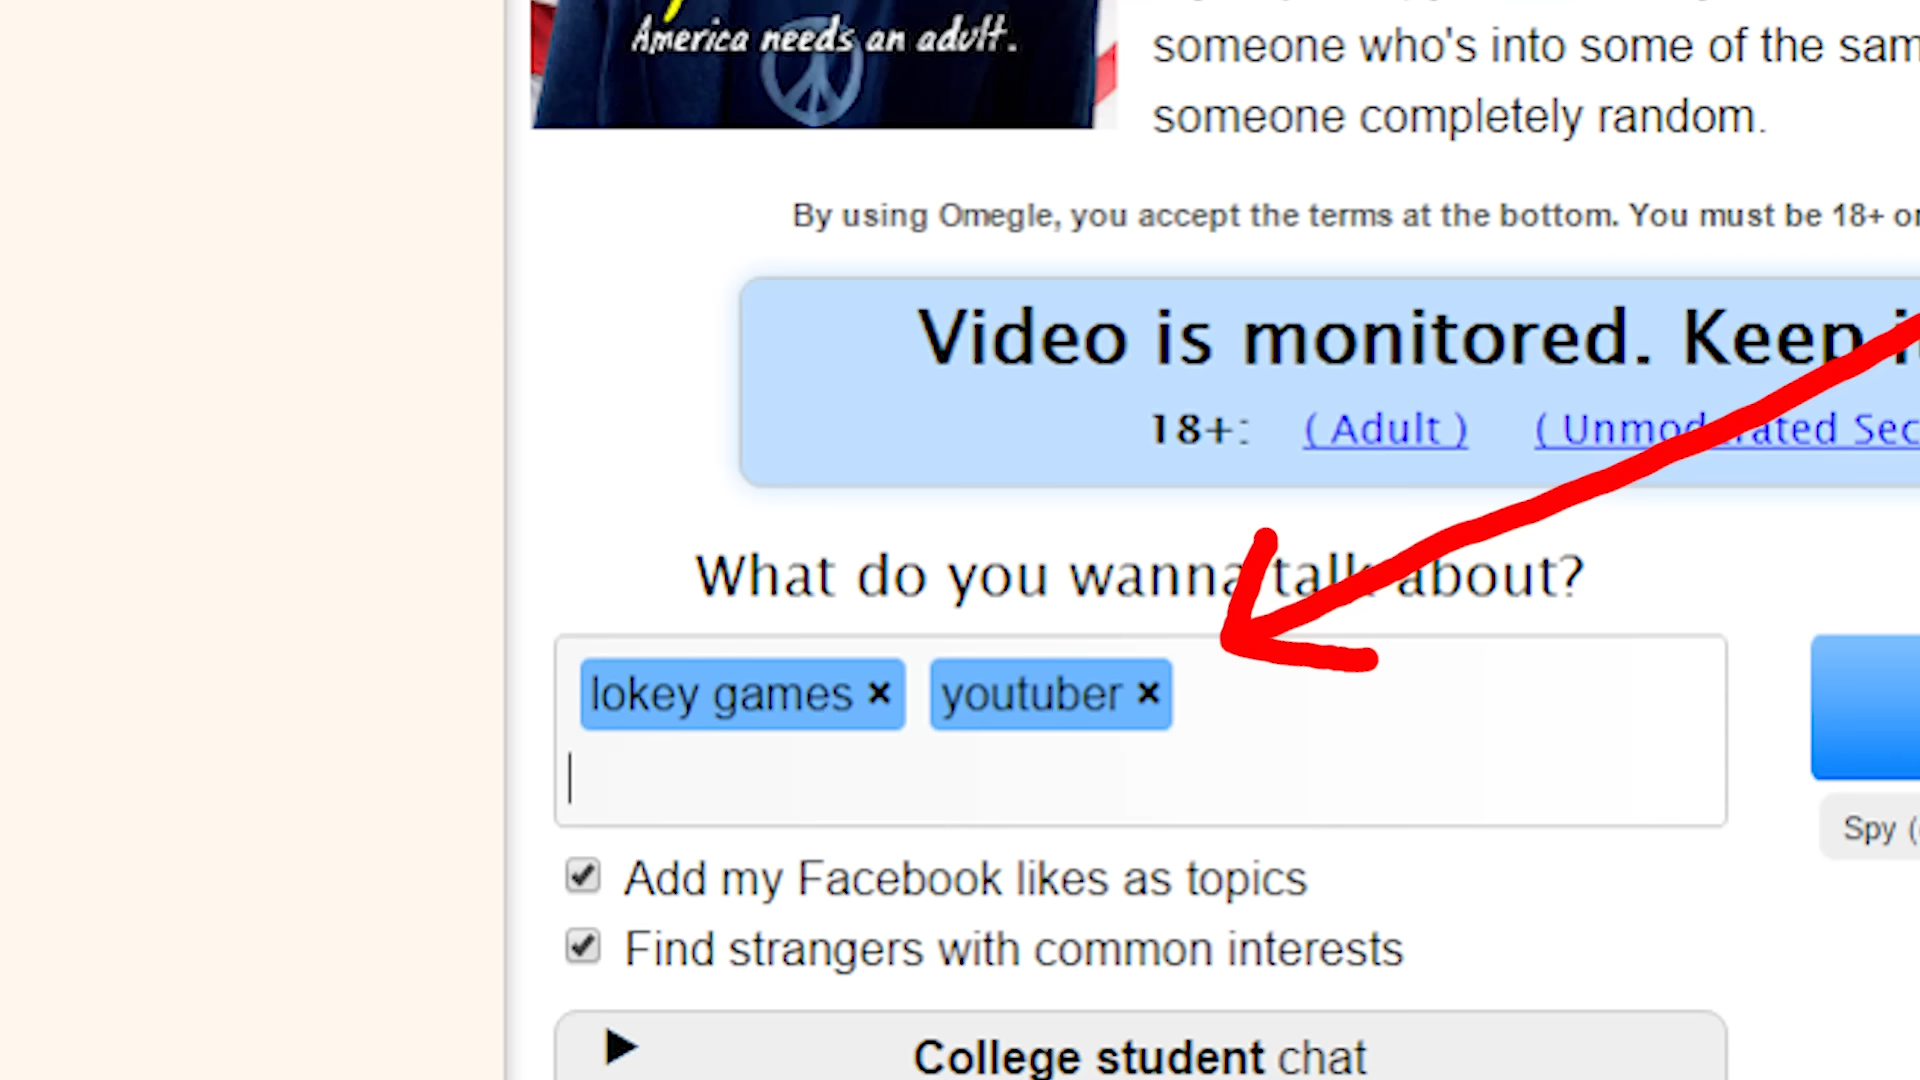 America needs an adult.
someone who's into some of the sam
someone completely random.
By using Omegle, you accept the terms at the bottom. You must be 18+ or
Video is monitored. Keep it
18+: ( Adult ) ( Unmoderated Sec
What do you wanna talk about?
lokey games × youtuber ×
Add my Facebook likes as topics
Find strangers with common interests
Spy (
College student chat